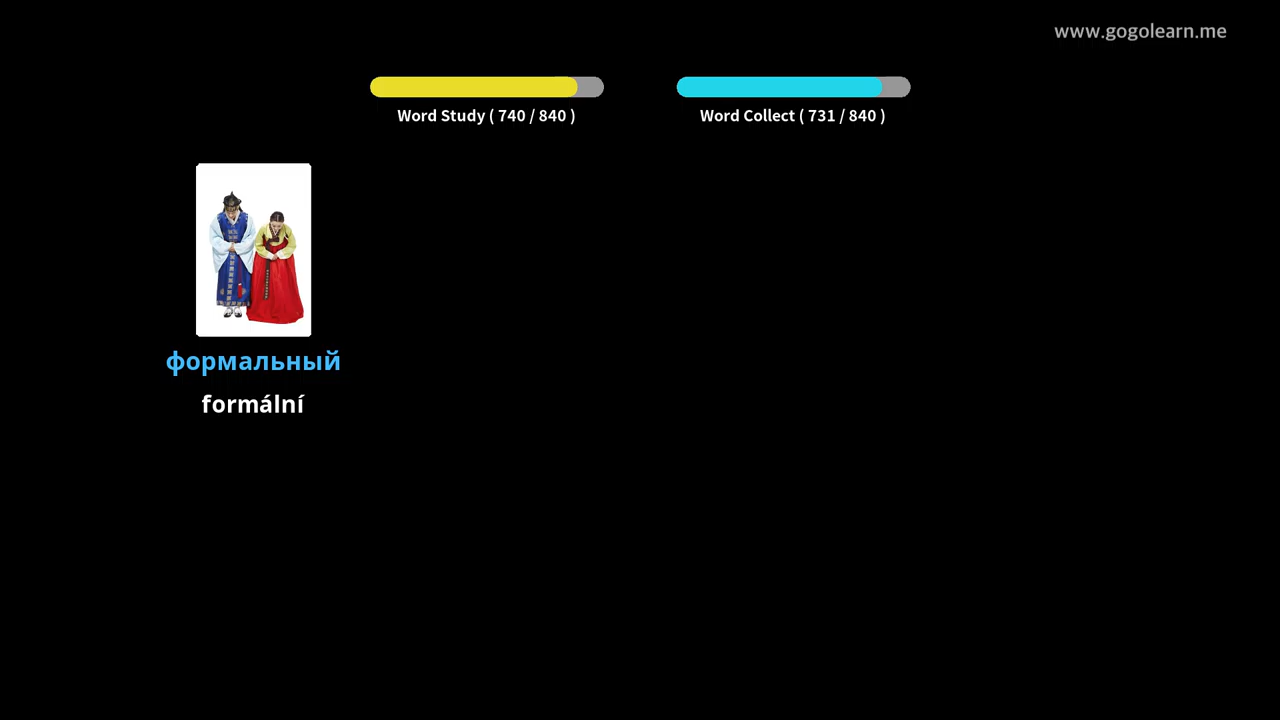 www.gogolearn.me
Word Study ( 740 / 840 )
Word Collect ( 731 / 840 )
формальный
formální